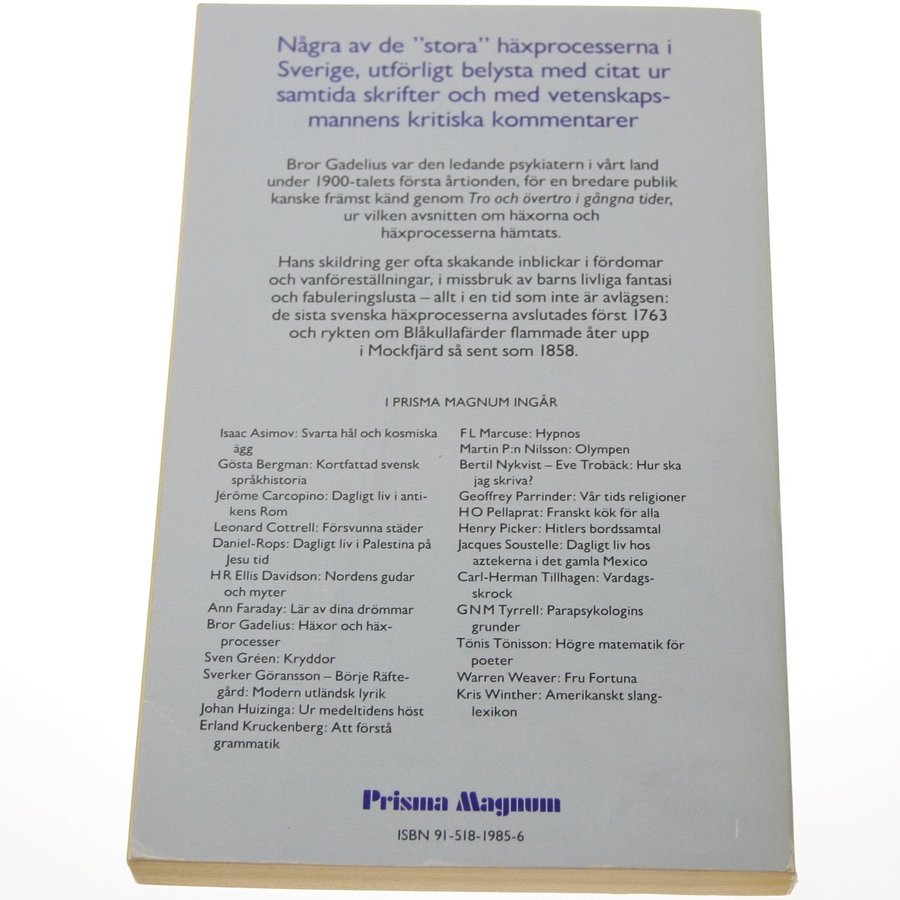 Några av de "stora" häxprocesserna i
Sverige, utförligt belysta med citat ur
samtida skrifter och med vetenskaps-
mannens kritiska kommentarer
Bror Gadelius var den ledande psykiatern i vårt land
under 1900-talets första årtionden, för en bredare publik
kanske främst känd genom Tro och övertro i gångna tider,
ur vilken avsnitten om häxorna och
häxprocesserna hämtats.
Hans skildring ger ofta skakande inblickar i fördomar
och vanföreställningar, i missbruk av barns livliga fantasi
och fabuleringslusta – allt i en tid som inte är avlägsen:
de sista svenska häxprocesserna avslutades först 1763
och rykten om Blåkullafärder flammade åter upp
i Mockfjärd så sent som 1858.
I PRISMA MAGNUM INGÅR
Isaac Asimov: Svarta hål och kosmiska
ägg
Gösta Bergman: Kortfattad svensk
språkhistoria
Jérôme Carcopino: Dagligt liv i anti-
kens Rom
Leonard Cottrell: Försvunna städer
Daniel-Rops: Dagligt liv i Palestina på
Jesu tid
HR Ellis Davidson: Nordens gudar
och myter
Ann Faraday: Lär av dina drömmar
Bror Gadelius: Häxor och häx-
processer
Sven Gréen: Kryddor
Sverker Göransson – Börje Räfte-
gård: Modern utländsk lyrik
Johan Huizinga: Ur medeltidens höst
Erland Kruckenberg: Att förstå
grammatik
F L Marcuse: Hypnos
Martin P:n Nilsson: Olympen
Bertil Nykvist – Eve Trobäck: Hur ska
jag skriva?
Geoffrey Parrinder: Vår tids religioner
HO Pellaprat: Franskt kök för alla
Henry Picker: Hitlers bordssamtal
Jacques Soustelle: Dagligt liv hos
aztekerna i det gamla Mexico
Carl-Herman Tillhagen: Vardags-
skrock
GNM Tyrrell: Parapsykologins
grunder
Tönis Tönisson: Högre matematik för
poeter
Warren Weaver: Fru Fortuna
Kris Winther: Amerikanskt slang-
lexikon
Prisma Magnum
ISBN 91-518-1985-6